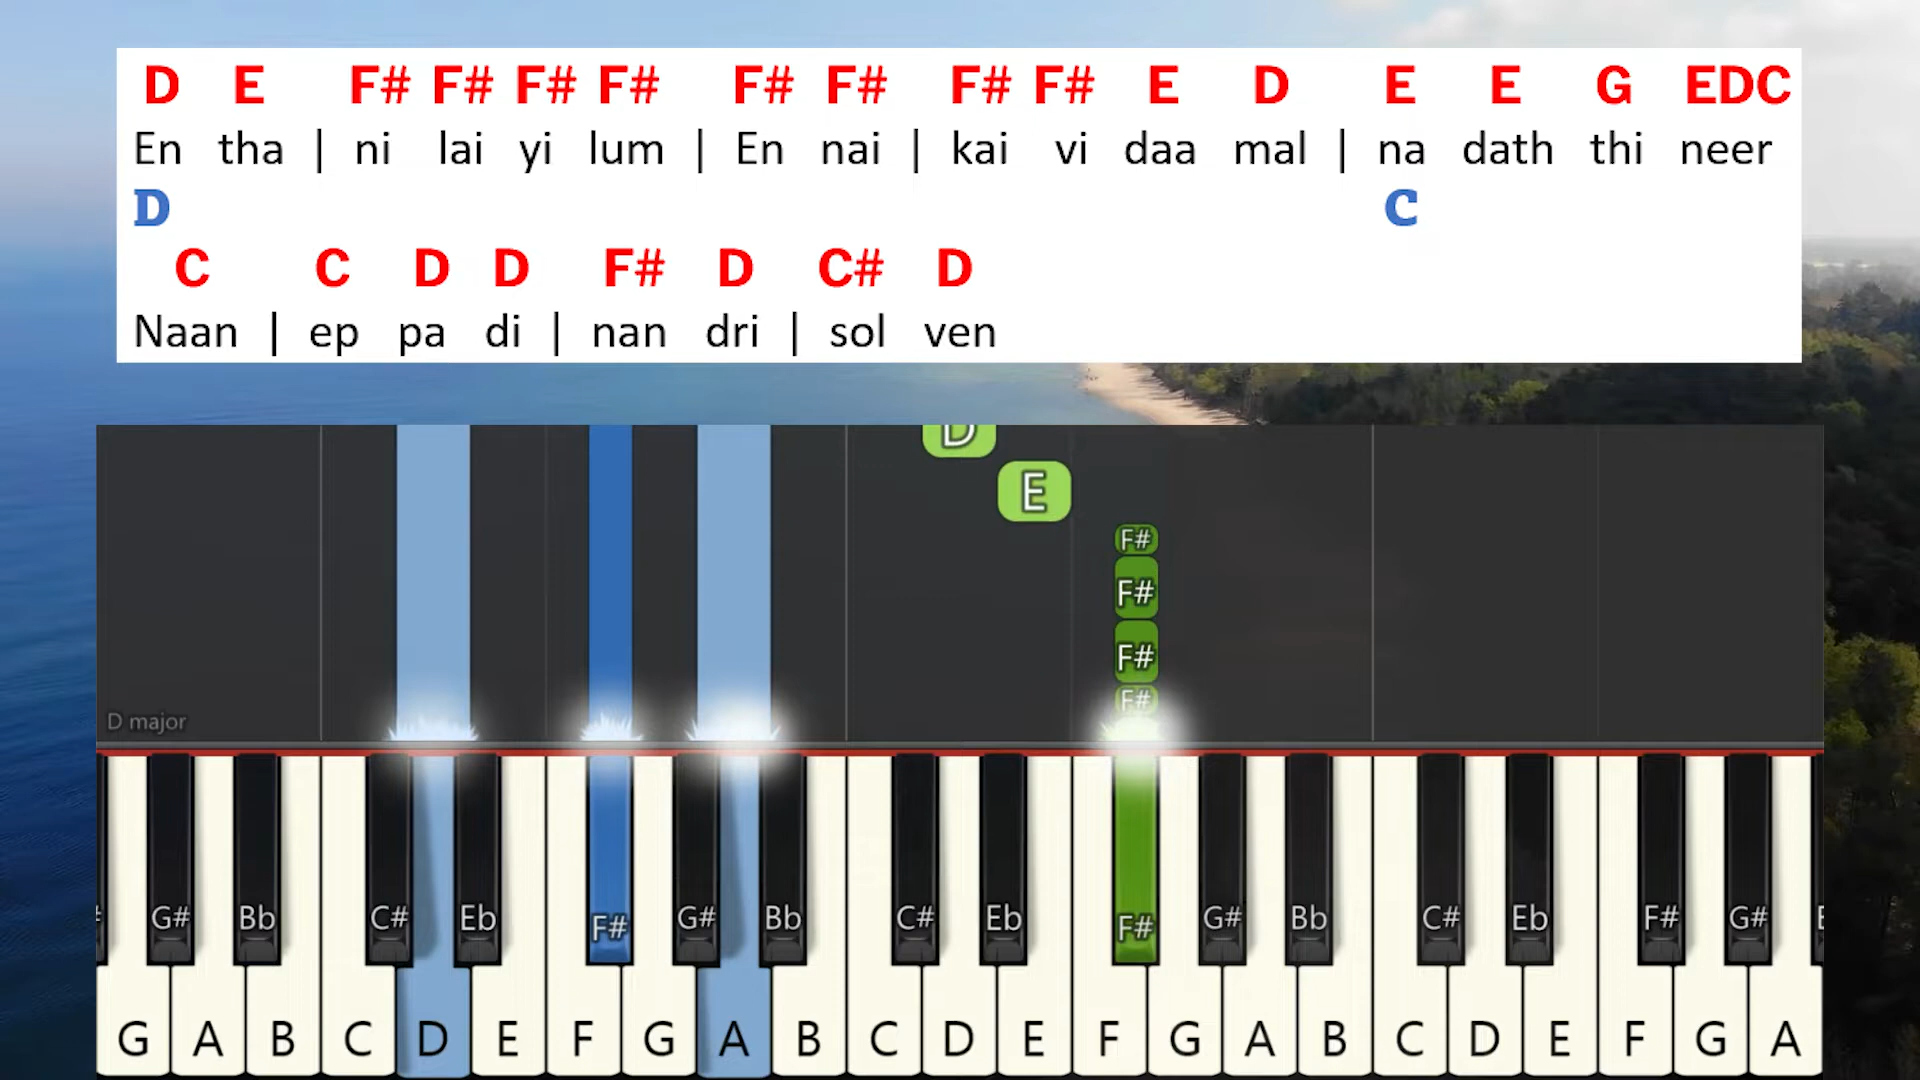 D E F# F# F# F# F# F# F# F# E D E E G EDC
En tha | ni lai yi lum | En nai | kai vi daa mal | na dath thi neer
D C
C C D D F# D C# D
Naan | ep pa di | nan dri | sol ven
D
E
F#
F#
F#
F#
D major
G# Bb C# Eb F# G# Bb C# Eb F# G# Bb C# Eb F# G#
G A B C D E F G A B C D E F G A B C D E F G A